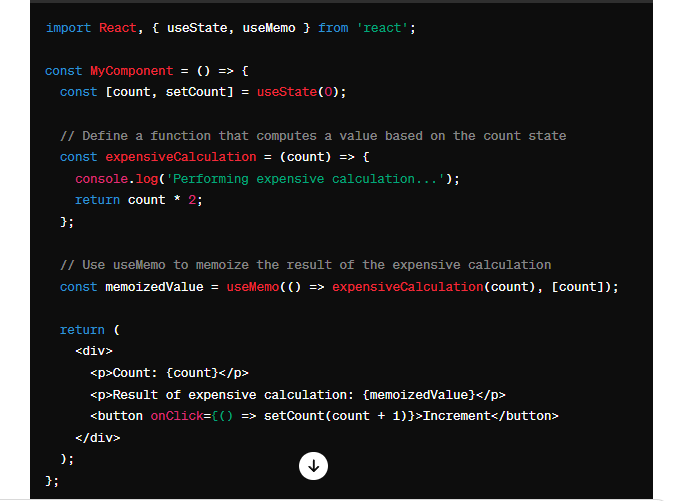 import React, { useState, useMemo } from 'react';
const MyComponent = () => {
const [count, setCount] = useState(0);
// Define a function that computes a value based on the count state
const expensiveCalculation = (count) => {
console.log('Performing expensive calculation...');
return count * 2;
};
// Use useMemo to memoize the result of the expensive calculation
const memoizedValue = useMemo(() => expensiveCalculation(count), [count]);
return (
<div>
<p>Count: {count}</p>
<p>Result of expensive calculation: {memoizedValue}</p>
<button onClick={() => setCount(count + 1)}>Increment</button>
</div>
);
};